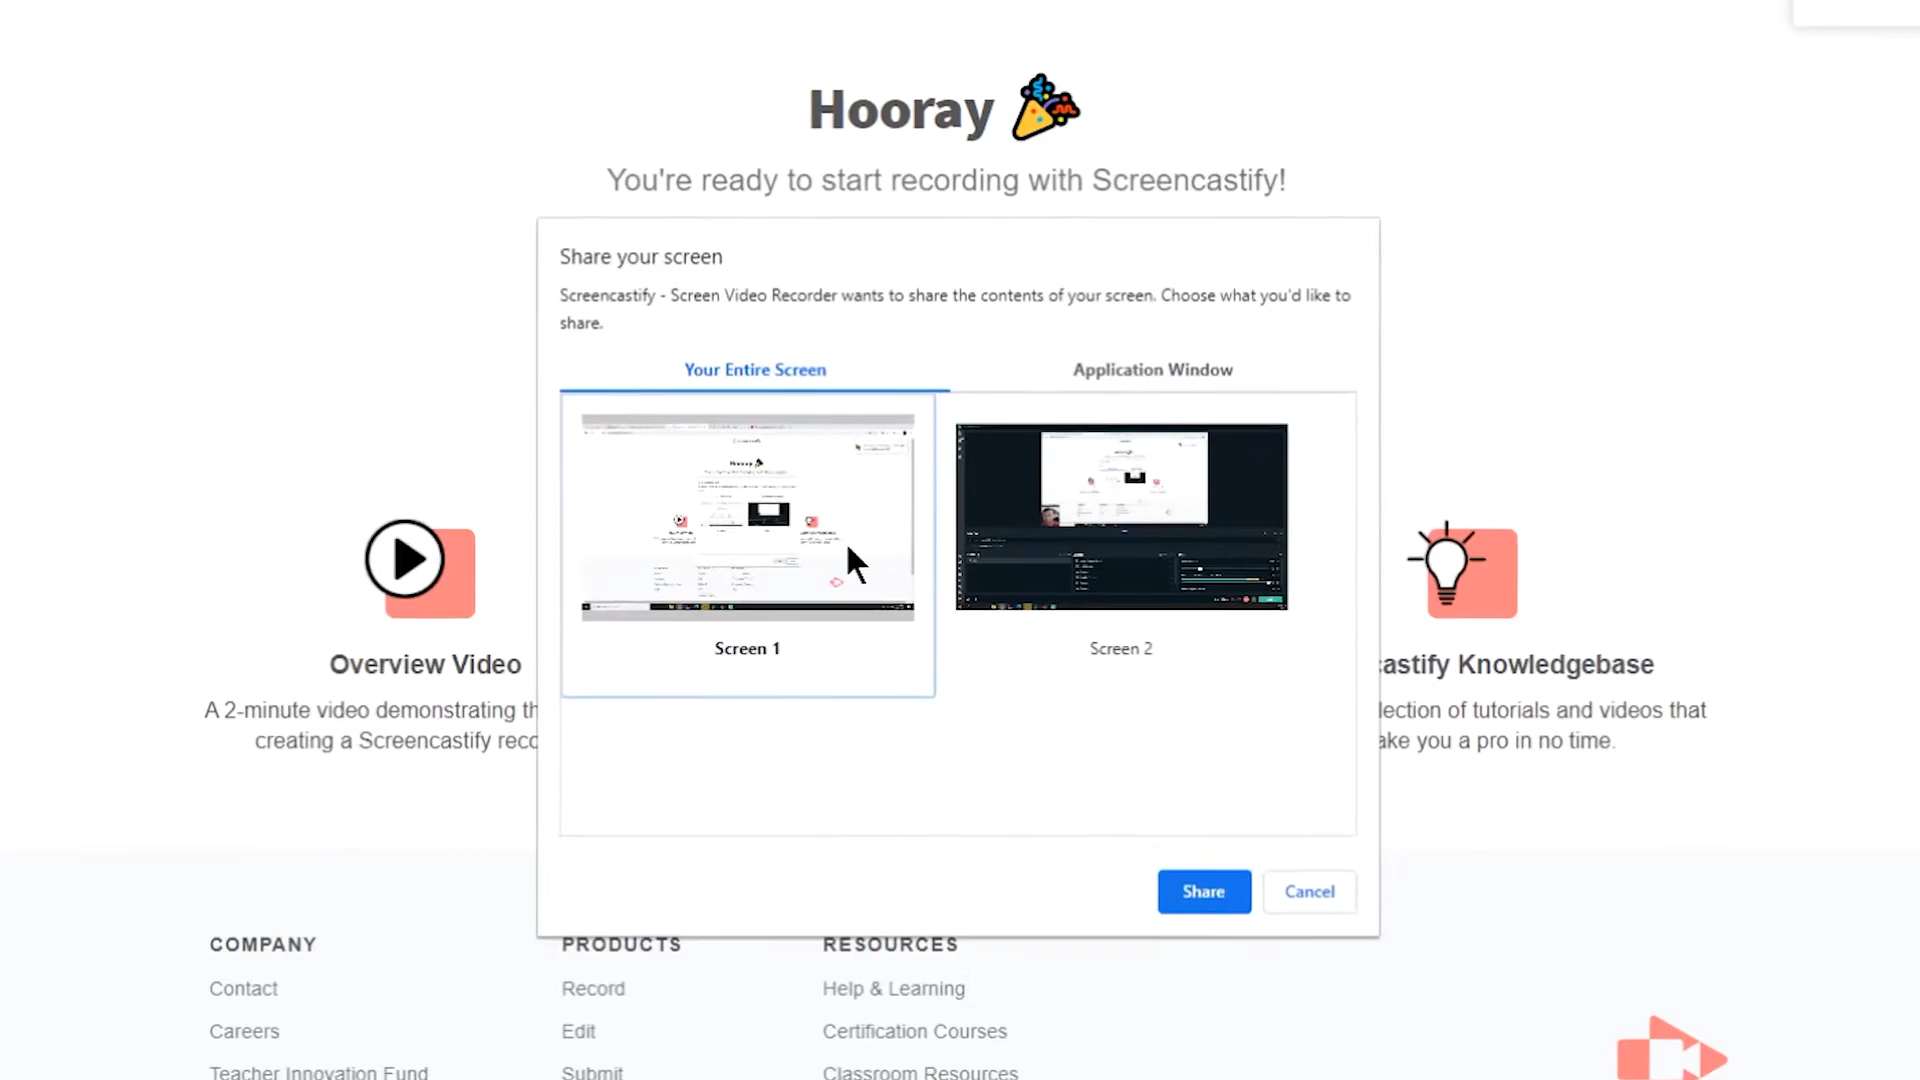 Hooray
You're ready to start recording with Screencastify!
Share your screen
Screencastify - Screen Video Recorder wants to share the contents of your screen. Choose what you'd like to
share.
Your Entire Screen
Application Window
Screen 1
Screen 2
Overview Video
A 2-minute video demonstrating
creating a Screencastify
castify Knowledgebase
lection of tutorials and videos that
ake you a pro in no time.
Share
Cancel
COMPANY
PRODUCTS
RESOURCES
Contact
Record
Help & Learning
Careers
Edit
Certification Courses
Teacher Innovation Fund
Submit
Classroom Resources